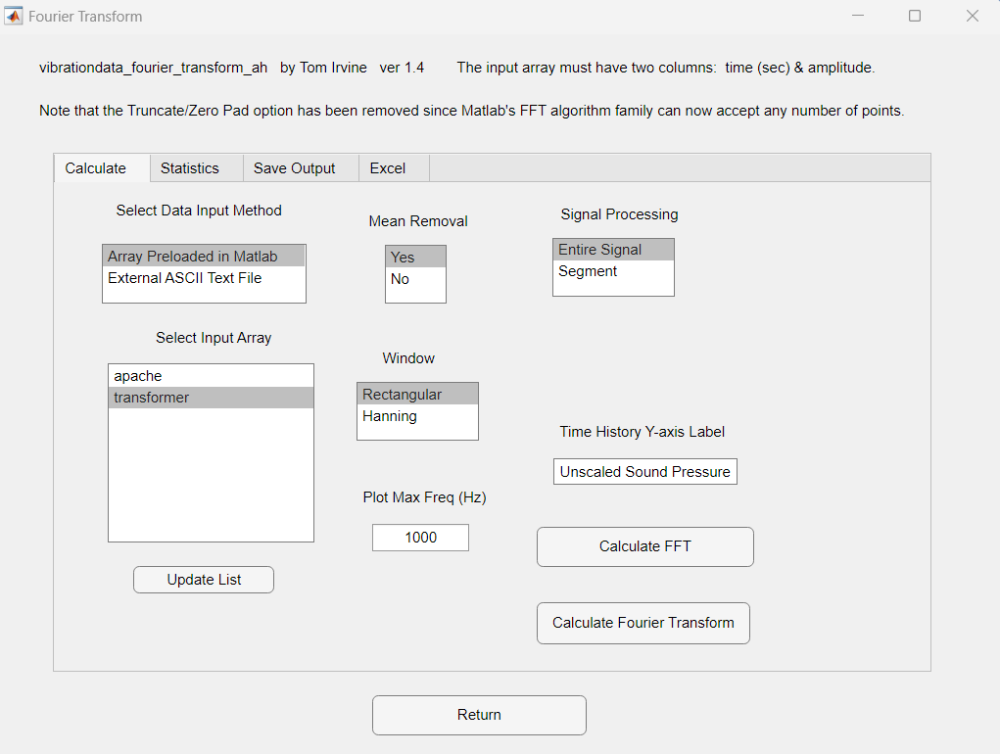 Fourier Transform
vibrationdata_fourier_transform_ah   by Tom Irvine   ver 1.4   The input array must have two columns:  time (sec) & amplitude.
Note that the Truncate/Zero Pad option has been removed since Matlab's FFT algorithm family can now accept any number of points.
Calculate   Statistics   Save Output   Excel
Select Data Input Method
Array Preloaded in Matlab
External ASCII Text File
Mean Removal
Yes
No
Signal Processing
Entire Signal
Segment
Select Input Array
apache
transformer
Update List
Window
Rectangular
Hanning
Plot Max Freq (Hz)
1000
Time History Y-axis Label
Unscaled Sound Pressure
Calculate FFT
Calculate Fourier Transform
Return